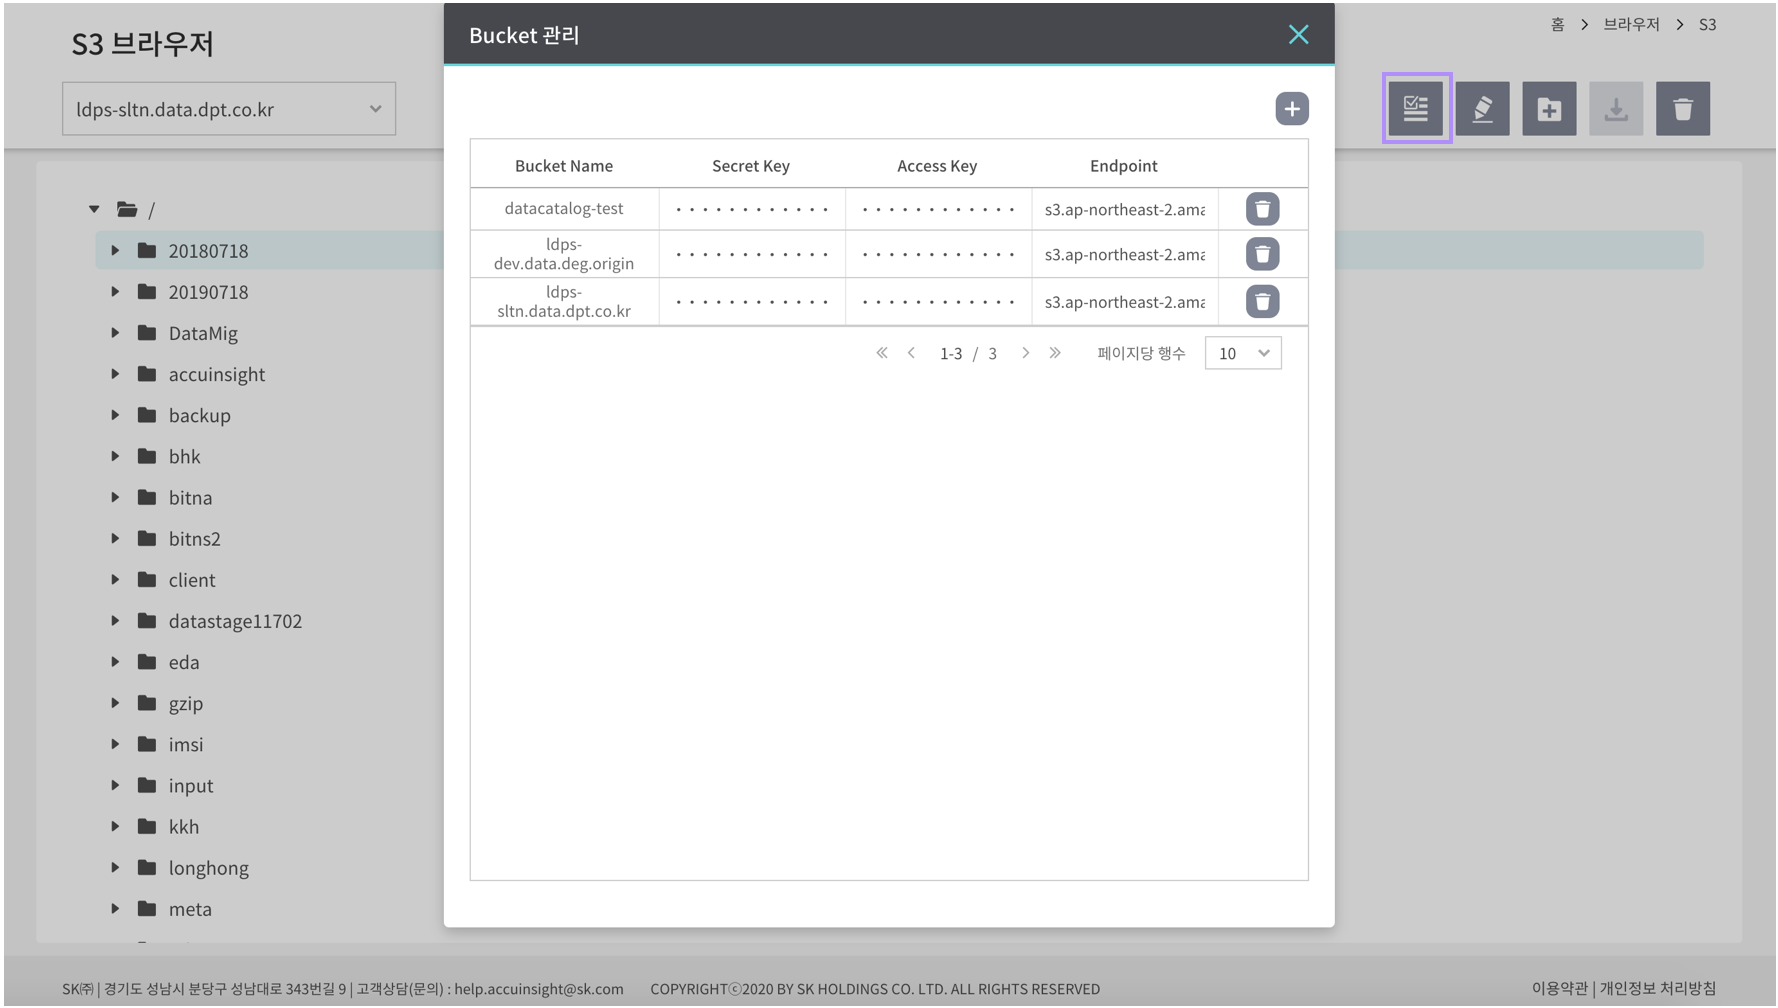 S3 브라우저
홈 > 브라우저 > S3
ldps-sltn.data.dpt.co.kr
/
20180718
20190718
DataMig
accuinsight
backup
bhk
bitna
bitns2
client
datastage11702
eda
gzip
imsi
input
kkh
longhong
meta
Bucket 관리
Bucket Name Secret Key Access Key Endpoint
datacatalog-test ············ ············ s3.ap-northeast-2.ama
ldps-
dev.data.deg.origin ············ ············ s3.ap-northeast-2.ama
ldps-
sltn.data.dpt.co.kr ············ ············ s3.ap-northeast-2.ama
1-3 / 3 페이지당 행수 10
SK㈜ | 경기도 성남시 분당구 성남대로 343번길 9 | 고객상담(문의) : help.accuinsight@sk.com COPYRIGHTⓒ2020 BY SK HOLDINGS CO. LTD. ALL RIGHTS RESERVED 이용약관 | 개인정보 처리방침